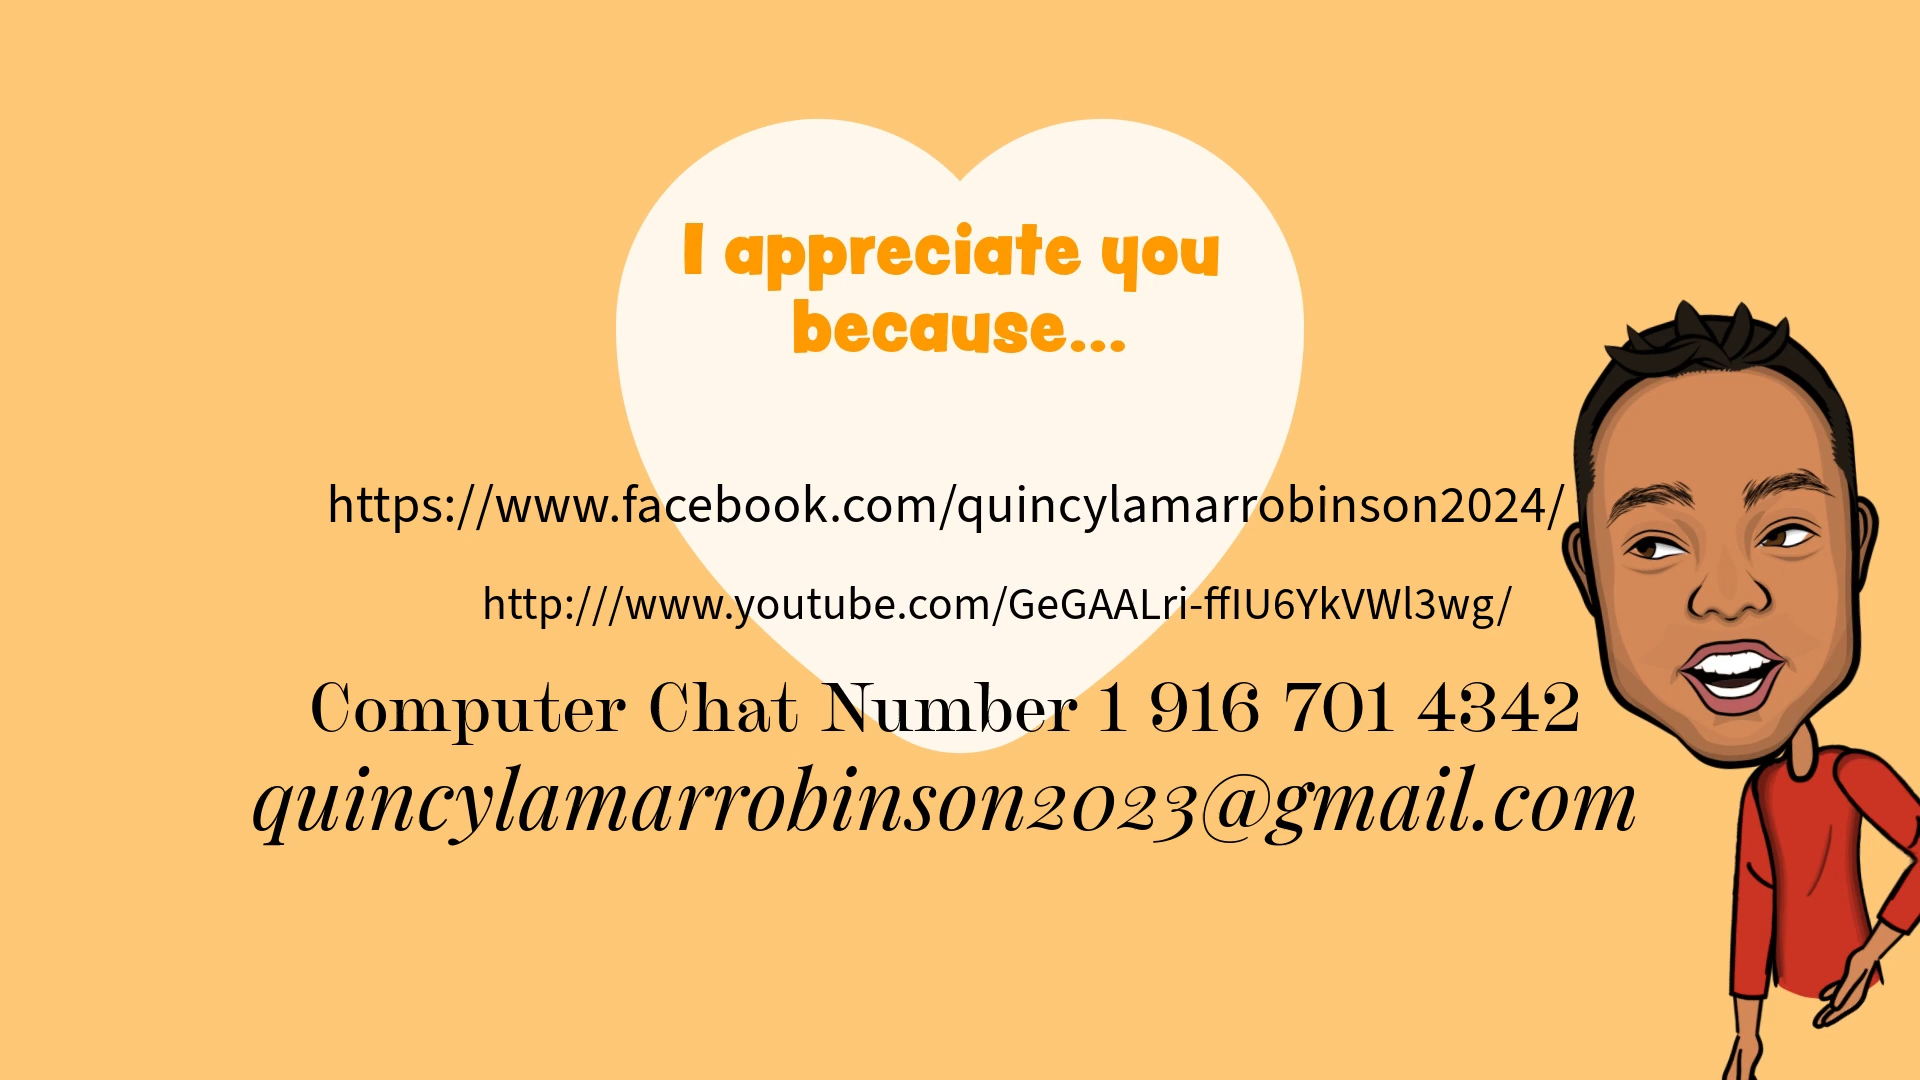 I appreciate you
because...
https://www.facebook.com/quincylamarrobinson2024/
http:///www.youtube.com/GeGAALri-ffIU6YkVWl3wg/
Computer Chat Number 1 916 701 4342
quincylamarrobinson2023@gmail.com